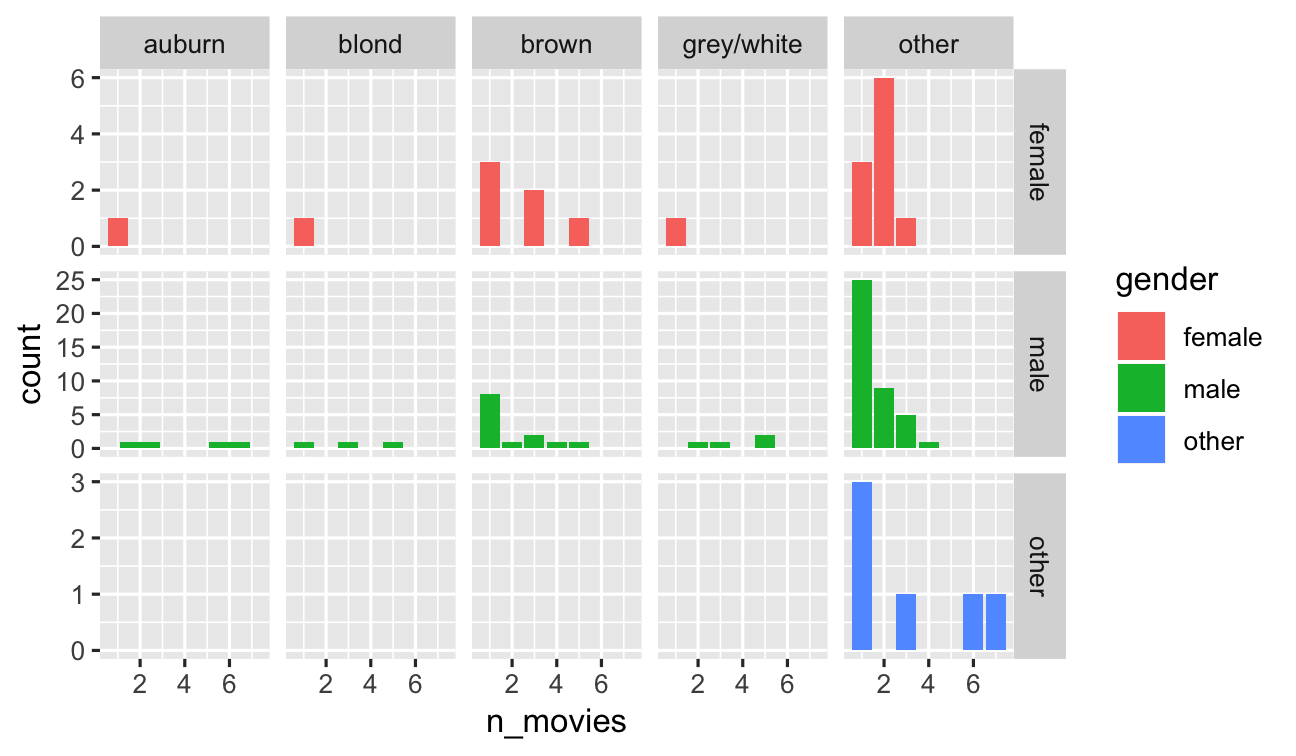 auburn blond brown grey/white other
6
4
2
0
female
25
20
15
10
5
0
male
3
2
1
0
other
count
2 4 6 2 4 6 2 4 6 2 4 6 2 4 6
n_movies
gender
female
male
other